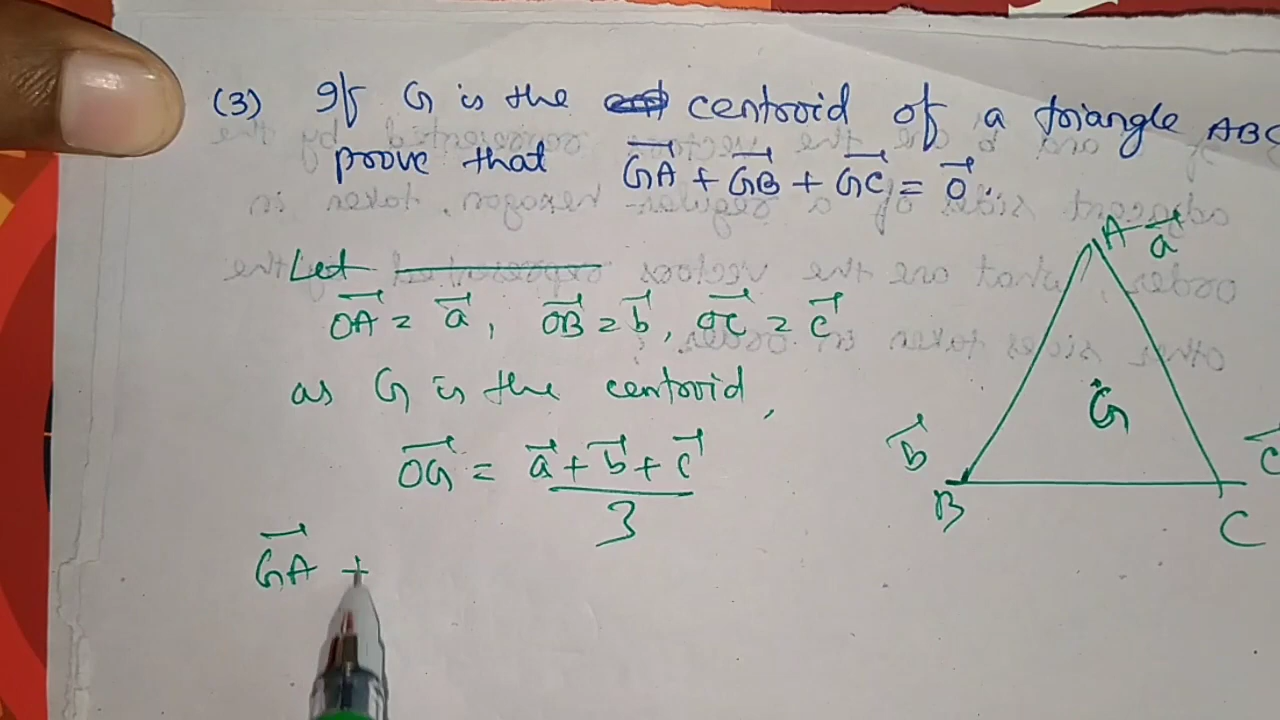 (3) If G is the centroid of a triangle ABC
prove that GA⃗ + GB⃗ + GC⃗ = 0⃗.
Let
OA⃗ = a⃗, OB⃗ = b⃗, OC⃗ = c⃗
as G is the centroid,
OG⃗ = a⃗ + b⃗ + c⃗
3
GA⃗ +
A a⃗
G
b⃗
c⃗
B
C